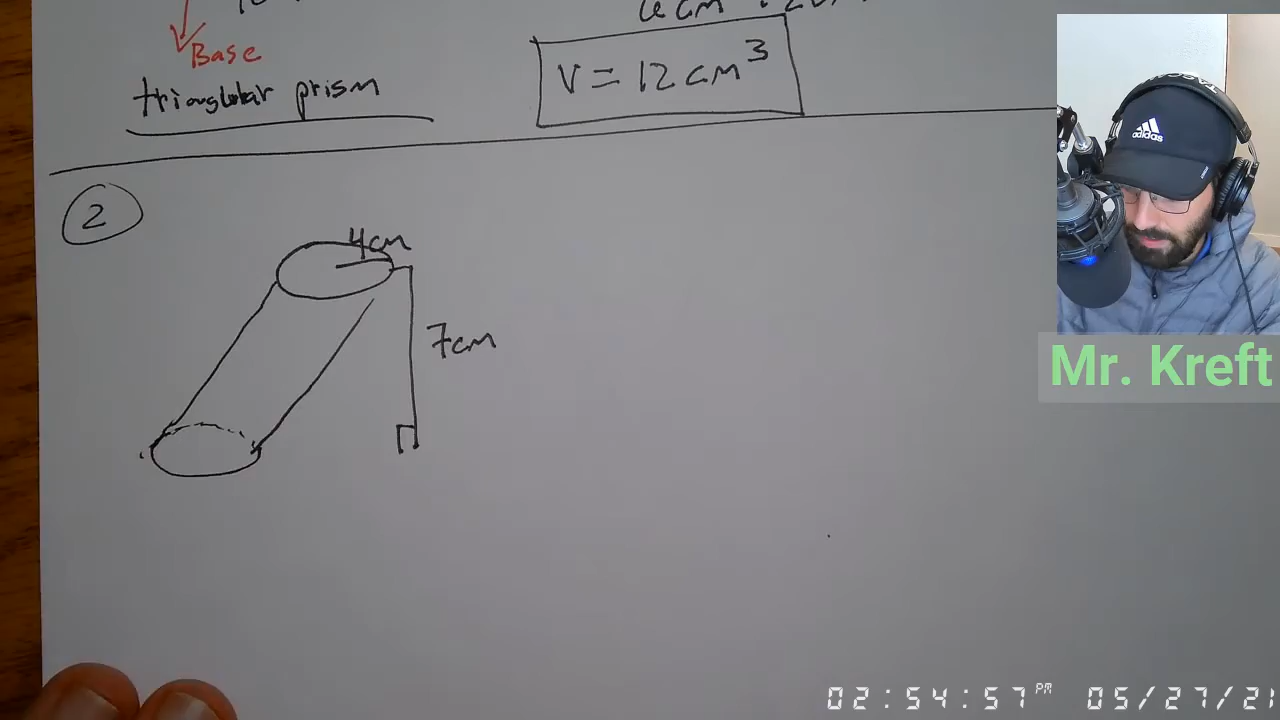 Base
triangular prism
V = 12 cm³
2
4cm
7cm
adidas
Mr. Kreft
02:54:57 PM 05/27/21